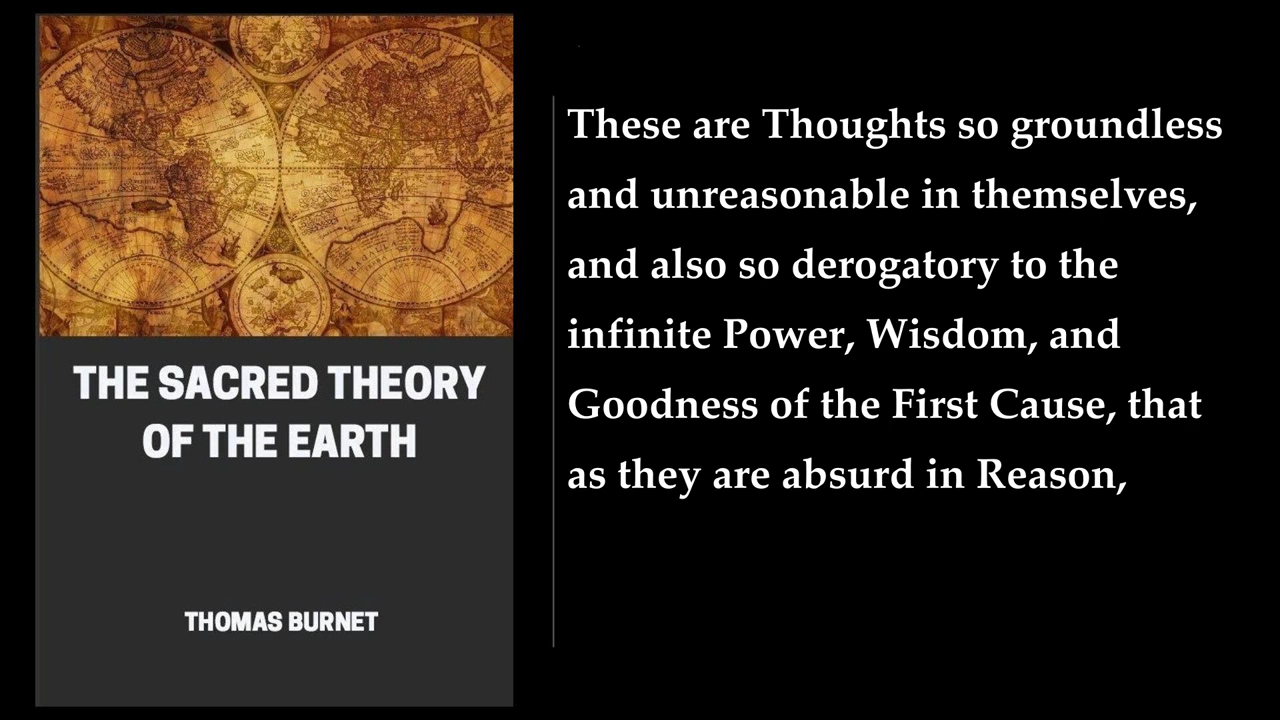 THE SACRED THEORY
OF THE EARTH
THOMAS BURNET
These are Thoughts so groundless
and unreasonable in themselves,
and also so derogatory to the
infinite Power, Wisdom, and
Goodness of the First Cause, that
as they are absurd in Reason,